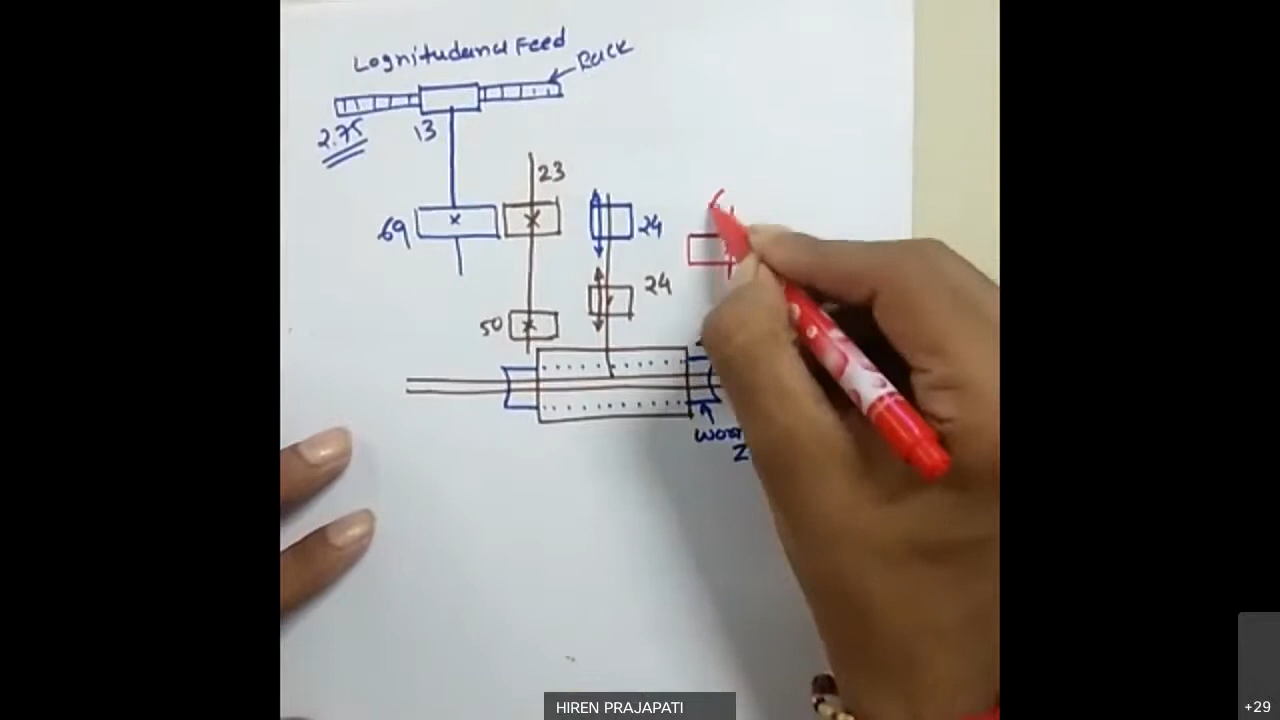 Lognitudanal Feed
Rack
2.75
13
23
69
24
24
50
Z
HIREN PRAJAPATI
+29